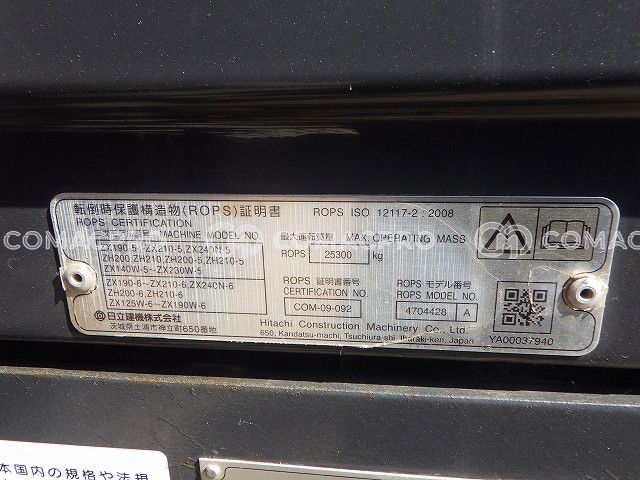 転倒時保護構造物(ROPS)証明書
ROPS CERTIFICATION
ROPS ISO 12117-2 : 2008
MACHINE MODEL NO.
ZX190-5~ZX210-5,ZX240N-5
ZH200,ZH210,ZH200-5,ZH210-5
ZX140W-5~ZX230W-5
ZX190-6~ZX210-6,ZX240N-6
ZH200-6,ZH210-6
ZX125W-6~ZX190W-6
最大運転質量 MAX. OPERATING MASS
ROPS 25300 kg
ROPS 証明書番号
CERTIFICATION NO.
COM-09-092
ROPS モデル番号
ROPS MODEL NO.
4704428 A
日立建機株式会社
茨城県土浦市神立町650番地
Hitachi Construction Machinery Co., Ltd.
650, Kandatsu-machi, Tsuchiura-shi, Ibaraki-ken, Japan
YA00037940
本国内の規格や法規